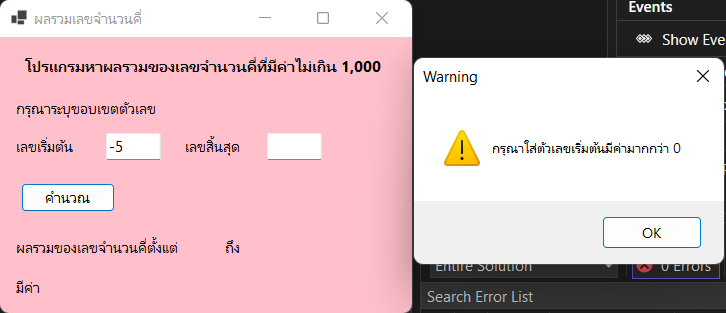 ผลรวมเลขจำนวนคี่
โปรแกรมหาผลรวมของเลขจำนวนคี่ที่มีค่าไม่เกิน 1,000
กรุณาระบุขอบเขตตัวเลข
เลขเริ่มต้น -5 เลขสิ้นสุด
คำนวณ
ผลรวมของเลขจำนวนคี่ตั้งแต่ ถึง
มีค่า
Events
Show Eve
Warning
กรุณาใส่ตัวเลขเริ่มต้นมีค่ามากกว่า 0
OK
Entire Solution 0 Errors
Search Error List